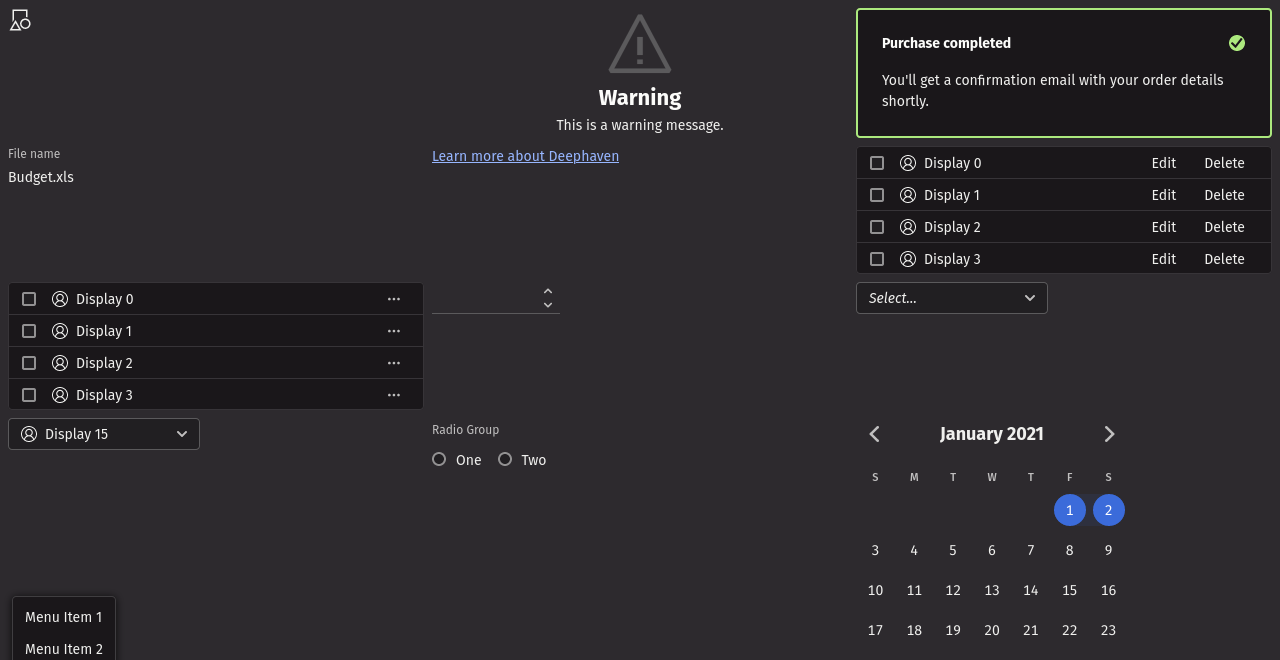 Warning
This is a warning message.
Purchase completed
You'll get a confirmation email with your order details
shortly.
File name
Budget.xls
Learn more about Deephaven
Display 0 Edit Delete
Display 1 Edit Delete
Display 2 Edit Delete
Display 3 Edit Delete
Display 0
Display 1
Display 2
Display 3
Select...
Display 15
Radio Group
One Two
January 2021
S M T W T F S
1 2
3 4 5 6 7 8 9
10 11 12 13 14 15 16
17 18 19 20 21 22 23
Menu Item 1
Menu Item 2